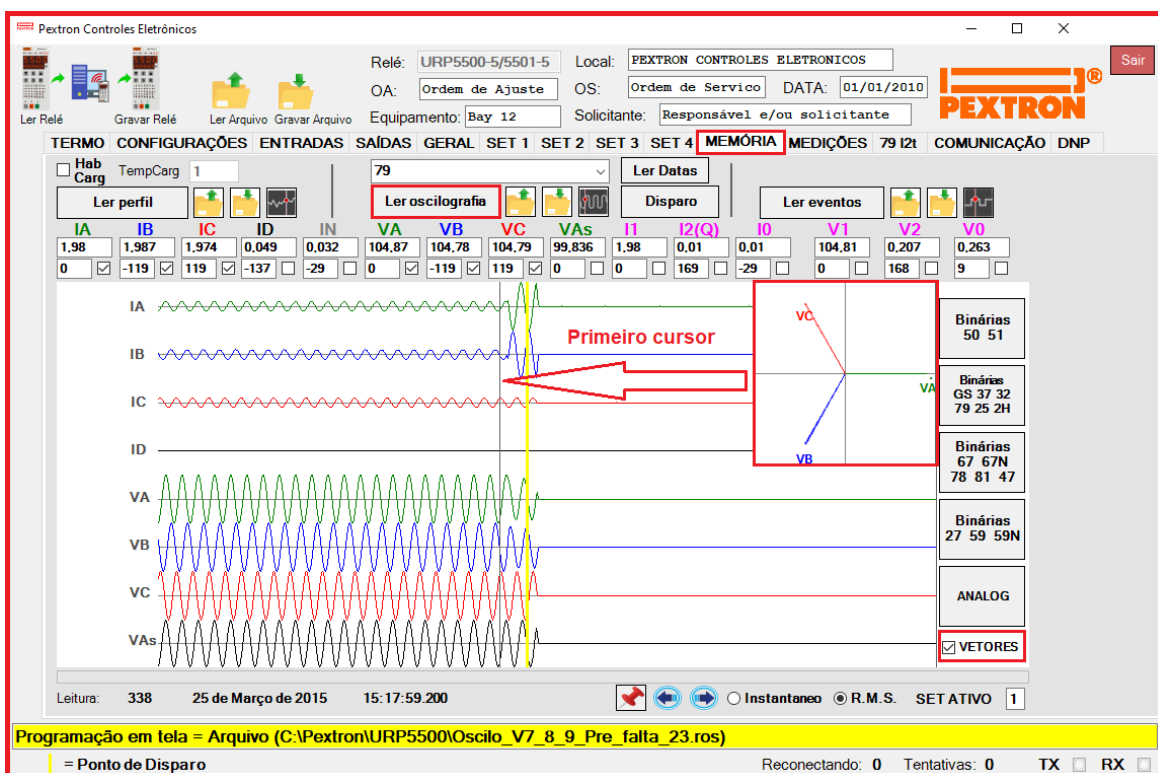 Pextron Controles Eletrônicos
Relé: URP5500-5/5501-5 Local: PEXTRON CONTROLES ELETRONICOS Sair
OA: Ordem de Ajuste OS: Ordem de Servico DATA: 01/01/2010
PEXTRON®
Ler Relé Gravar Relé Ler Arquivo Gravar Arquivo Equipamento: Bay 12 Solicitante: Responsável e/ou solicitante
TERMO CONFIGURAÇÕES ENTRADAS SAÍDAS GERAL SET 1 SET 2 SET 3 SET 4 MEMÓRIA MEDIÇÕES 79 I2t COMUNICAÇÃO DNP
Hab Carg TempCarg 1 79 Ler Datas
Ler perfil Ler oscilografia Disparo Ler eventos
IA IB IC ID IN VA VB VC VAs I1 I2(Q) I0 V1 V2 V0
1,98 1,987 1,974 0,049 0,032 104,87 104,78 104,79 99,836 1,98 0,01 0,01 104,81 0,207 0,263
0 -119 119 -137 -29 0 -119 119 0 0 169 -29 0 168 9
IA
IB
IC
ID
VA
VB
VC
VAs
Primeiro cursor
VC
VA
VB
Binárias
50 51
Binárias
GS 37 32
79 25 2H
Binárias
67 67N
78 81 47
Binárias
27 59 59N
ANALOG
VETORES
Leitura: 338 25 de Março de 2015 15:17:59.200 Instantaneo R.M.S. SET ATIVO 1
Programação em tela = Arquivo (C:\Pextron\URP5500\Oscilo_V7_8_9_Pre_falta_23.ros)
= Ponto de Disparo Reconectando: 0 Tentativas: 0 TX RX